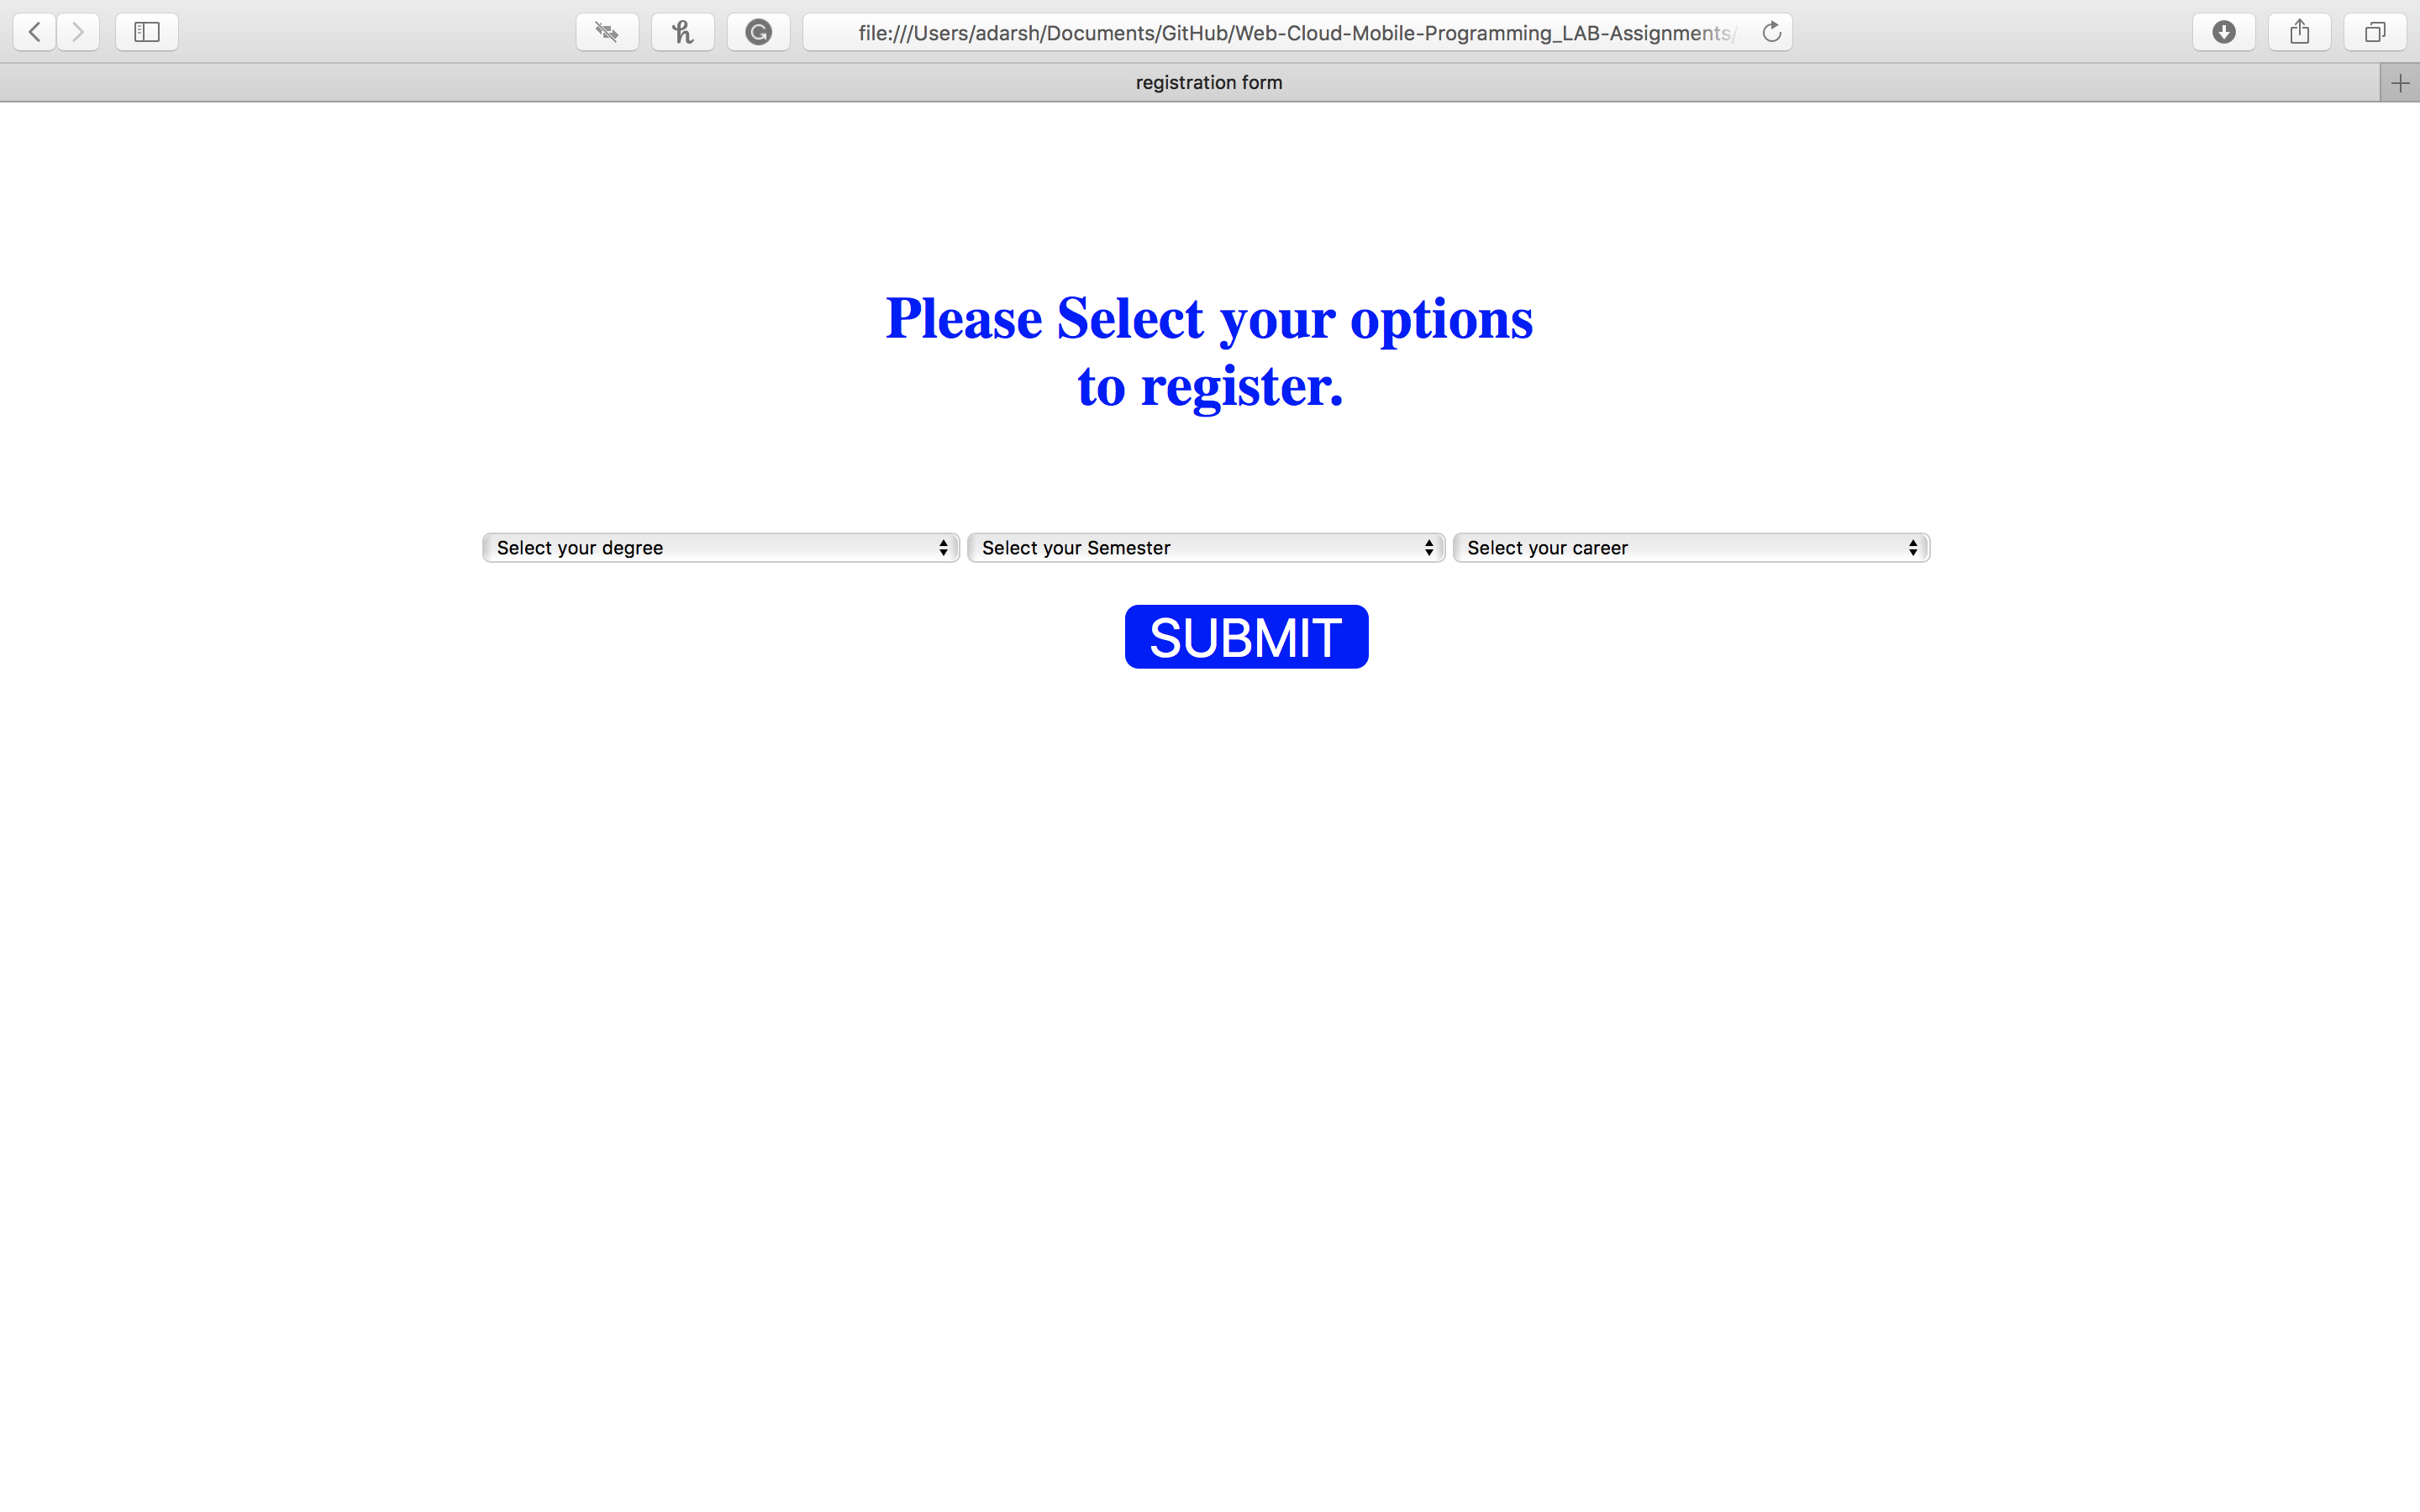 file:///Users/adarsh/Documents/GitHub/Web-Cloud-Mobile-Programming_LAB-Assignments/
registration form
Please Select your options
to register.
Select your degree Select your Semester Select your career
SUBMIT